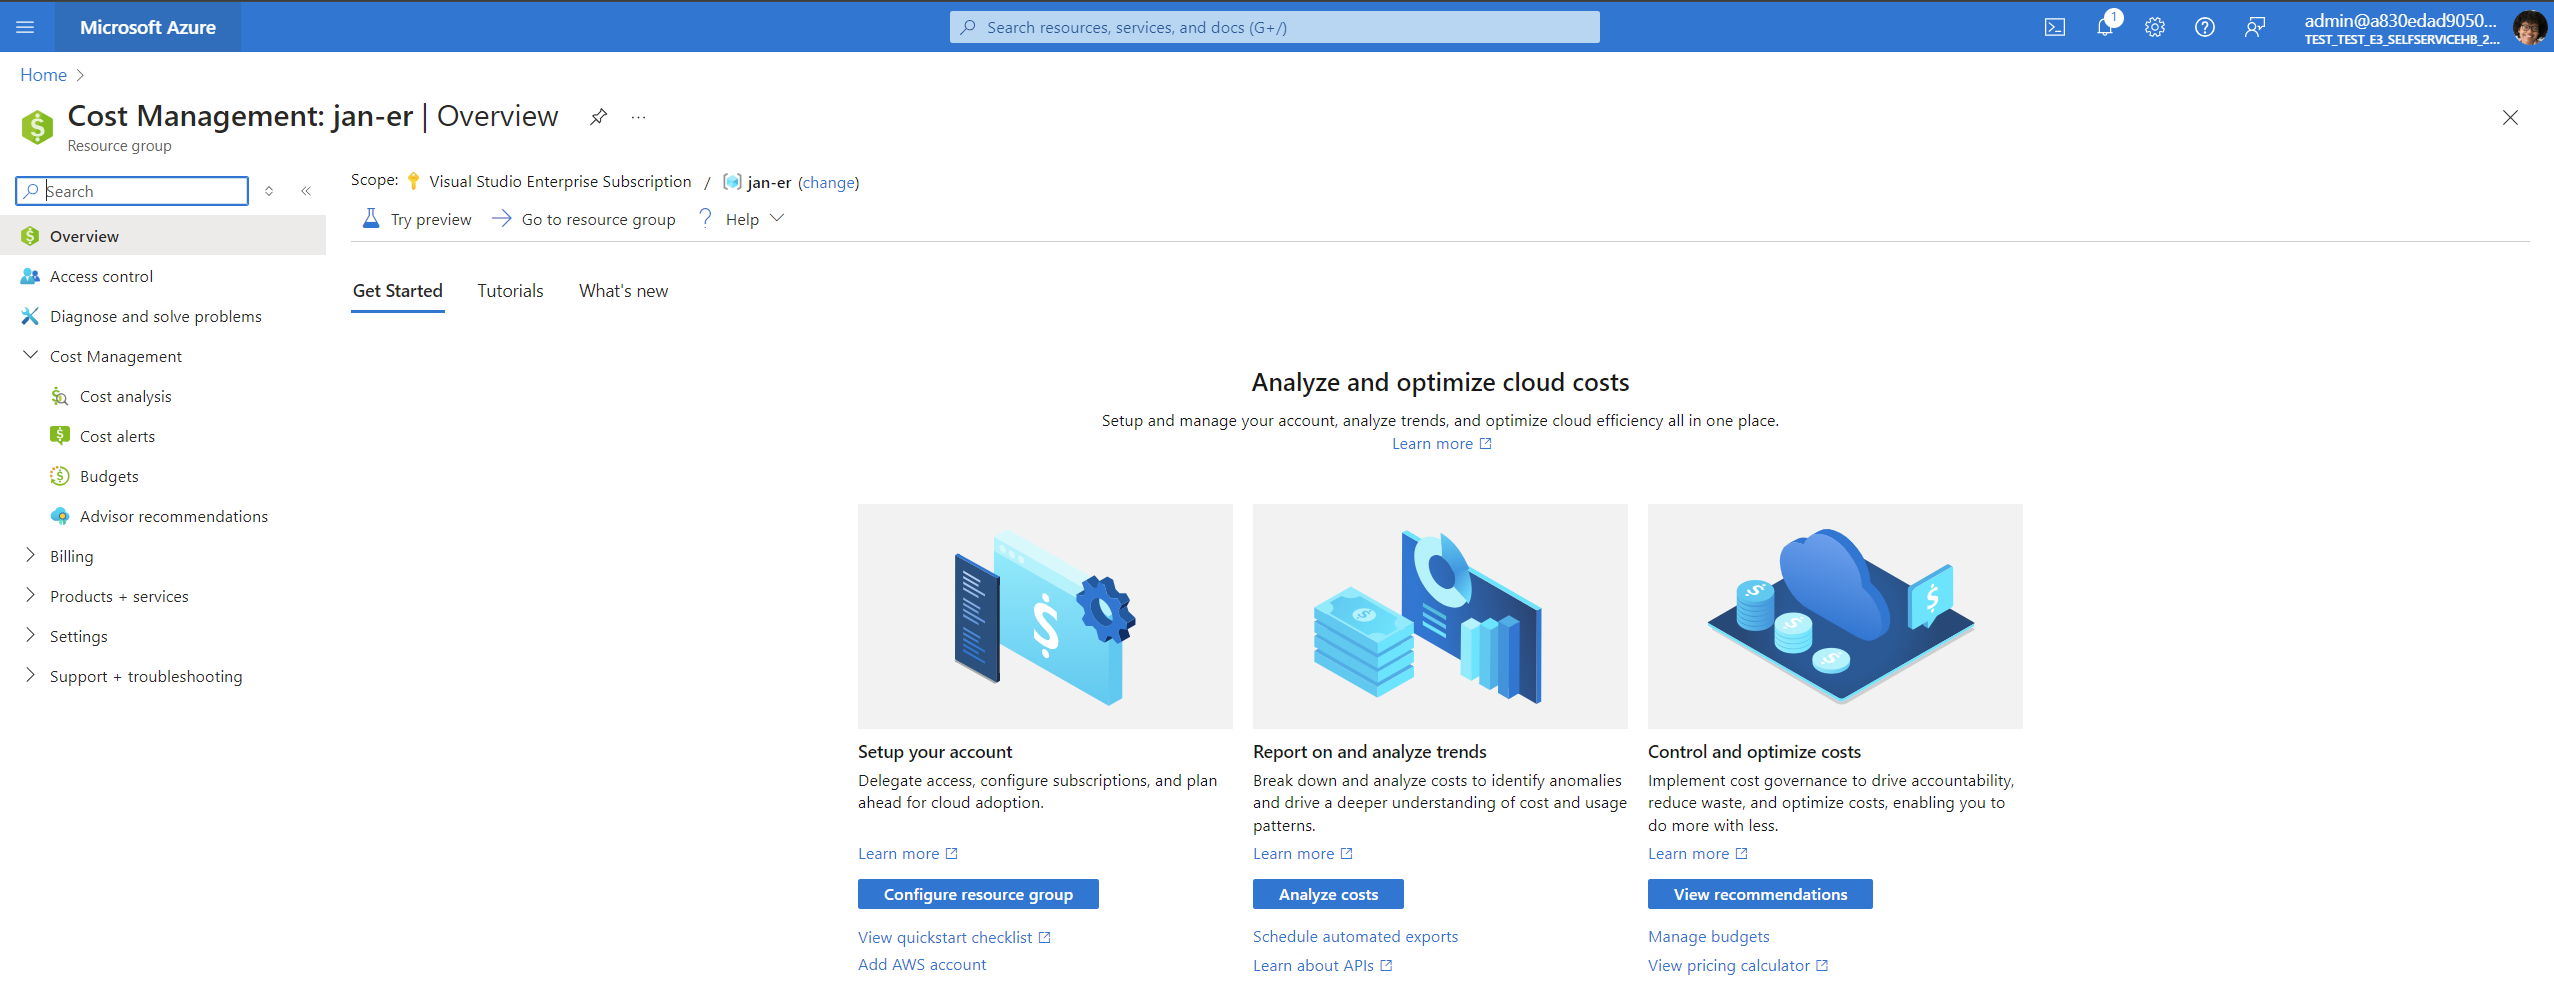 Microsoft Azure
Search resources, services, and docs (G+/)
1
admin@a830edad9050...
TEST_TEST_E3_SELFSERVICEHB_2...
Home
Cost Management: jan-er | Overview
Resource group
Search
Overview
Access control
Diagnose and solve problems
Cost Management
Cost analysis
Cost alerts
Budgets
Advisor recommendations
Billing
Products + services
Settings
Support + troubleshooting
Scope: Visual Studio Enterprise Subscription / jan-er (change)
Try preview
Go to resource group
Help
Get Started
Tutorials
What's new
Analyze and optimize cloud costs
Setup and manage your account, analyze trends, and optimize cloud efficiency all in one place.
Learn more
Setup your account
Delegate access, configure subscriptions, and plan
ahead for cloud adoption.
Learn more
Configure resource group
View quickstart checklist
Add AWS account
Report on and analyze trends
Break down and analyze costs to identify anomalies
and drive a deeper understanding of cost and usage
patterns.
Learn more
Analyze costs
Schedule automated exports
Learn about APIs
Control and optimize costs
Implement cost governance to drive accountability,
reduce waste, and optimize costs, enabling you to
do more with less.
Learn more
View recommendations
Manage budgets
View pricing calculator